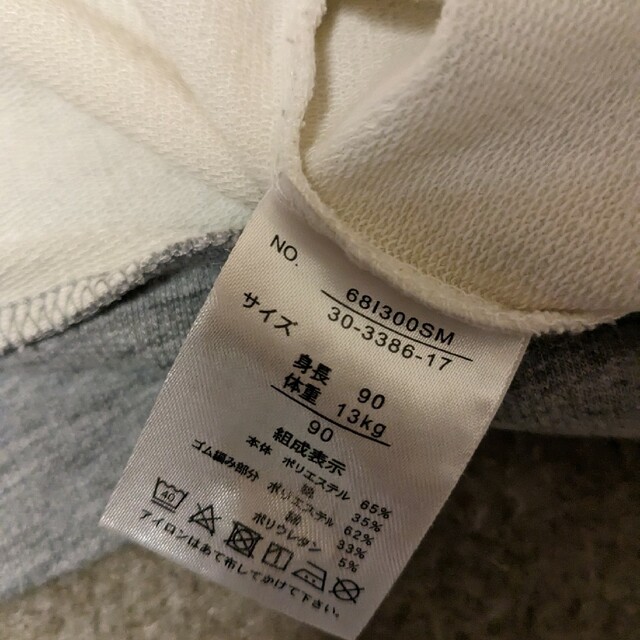 NO. 68I300SM
30-3386-17
サイズ
身長 90
体重 13kg
90
組成表示
本体 ポリエステル 65%
綿 35%
ゴム編み部分 ポリエステル 62%
綿 33%
ポリウレタン 5%
40
アイロンはあて布してかけて下さい